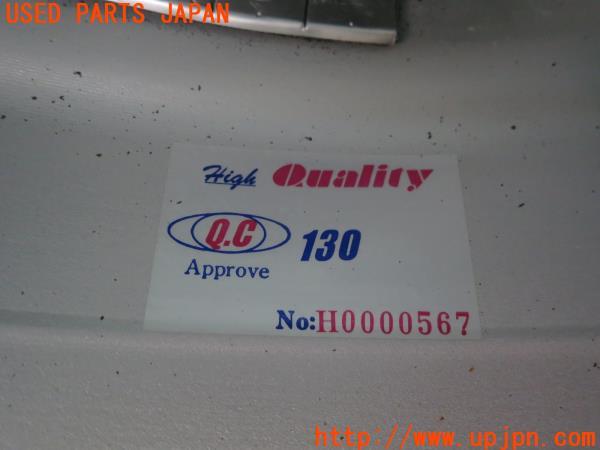 USED PARTS JAPAN
High Quality
Q.C 130
Approve
No:H0000567
http://www.upjpn.com/